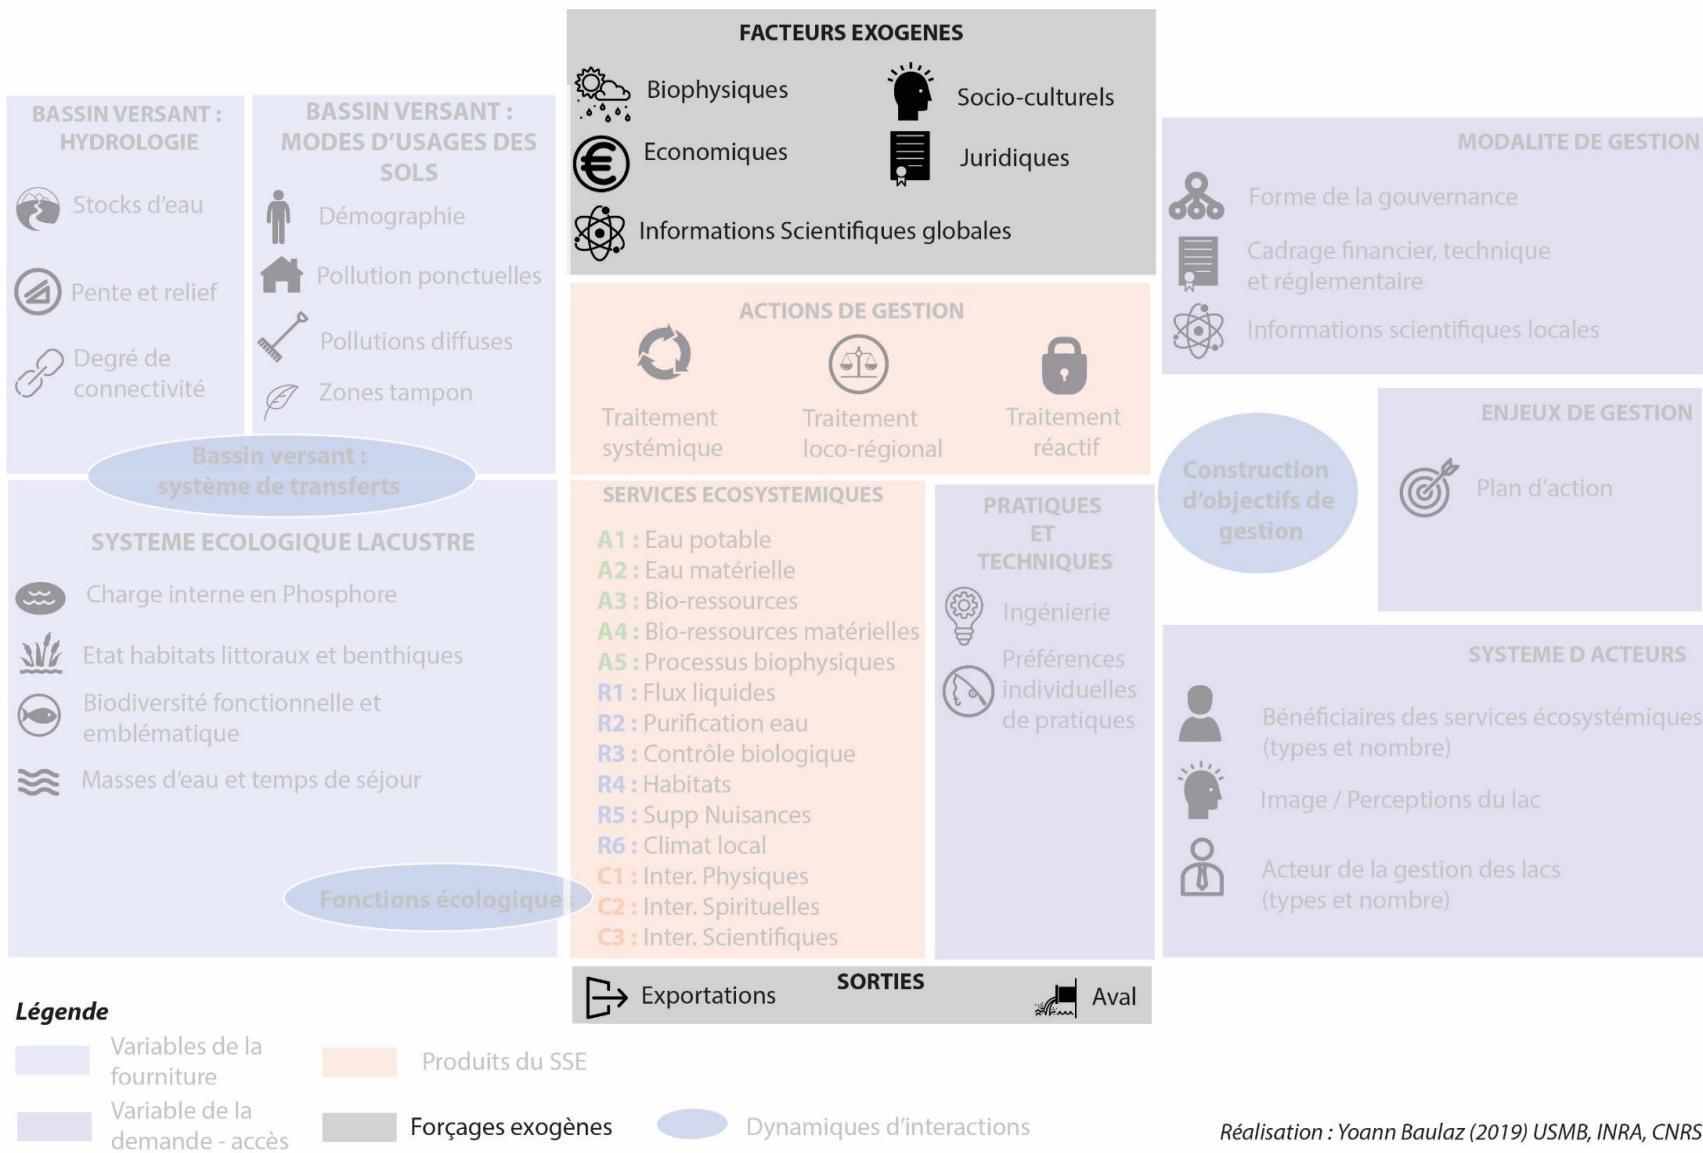 FACTEURS EXOGENES
Biophysiques
Socio-culturels
Economiques
Juridiques
Informations Scientifiques globales
BASSIN VERSANT :
HYDROLOGIE
Stocks d'eau
Pente et relief
Degré de
connectivité
BASSIN VERSANT :
MODES D'USAGES DES
SOLS
Démographie
Pollution ponctuelles
Pollutions diffuses
Zones tampon
Bassin versant :
système de transferts
ACTIONS DE GESTION
Traitement
systémique
Traitement
loco-régional
Traitement
réactif
MODALITE DE GESTION
Forme de la gouvernance
Cadrage financier, technique
et réglementaire
Informations scientifiques locales
Construction
d'objectifs de
gestion
ENJEUX DE GESTION
Plan d'action
SYSTEME ECOLOGIQUE LACUSTRE
Charge interne en Phosphore
Etat habitats littoraux et benthiques
Biodiversité fonctionnelle et
emblématique
Masses d'eau et temps de séjour
Fonctions écologiques
SERVICES ECOSYSTEMIQUES
A1 : Eau potable
A2 : Eau matérielle
A3 : Bio-ressources
A4 : Bio-ressources matérielles
A5 : Processus biophysiques
R1 : Flux liquides
R2 : Purification eau
R3 : Contrôle biologique
R4 : Habitats
R5 : Supp Nuisances
R6 : Climat local
C1 : Inter. Physiques
C2 : Inter. Spirituelles
C3 : Inter. Scientifiques
PRATIQUES
ET
TECHNIQUES
Ingénierie
Préférences
individuelles
de pratiques
SYSTEME D ACTEURS
Bénéficiaires des services écosystémiques
(types et nombre)
Image / Perceptions du lac
Acteur de la gestion des lacs
(types et nombre)
SORTIES
Exportations
Aval
Légende
Variables de la
fourniture
Produits du SSE
Variable de la
demande - accès
Forçages exogènes
Dynamiques d'interactions
Réalisation : Yoann Baulaz (2019) USMB, INRA, CNRS